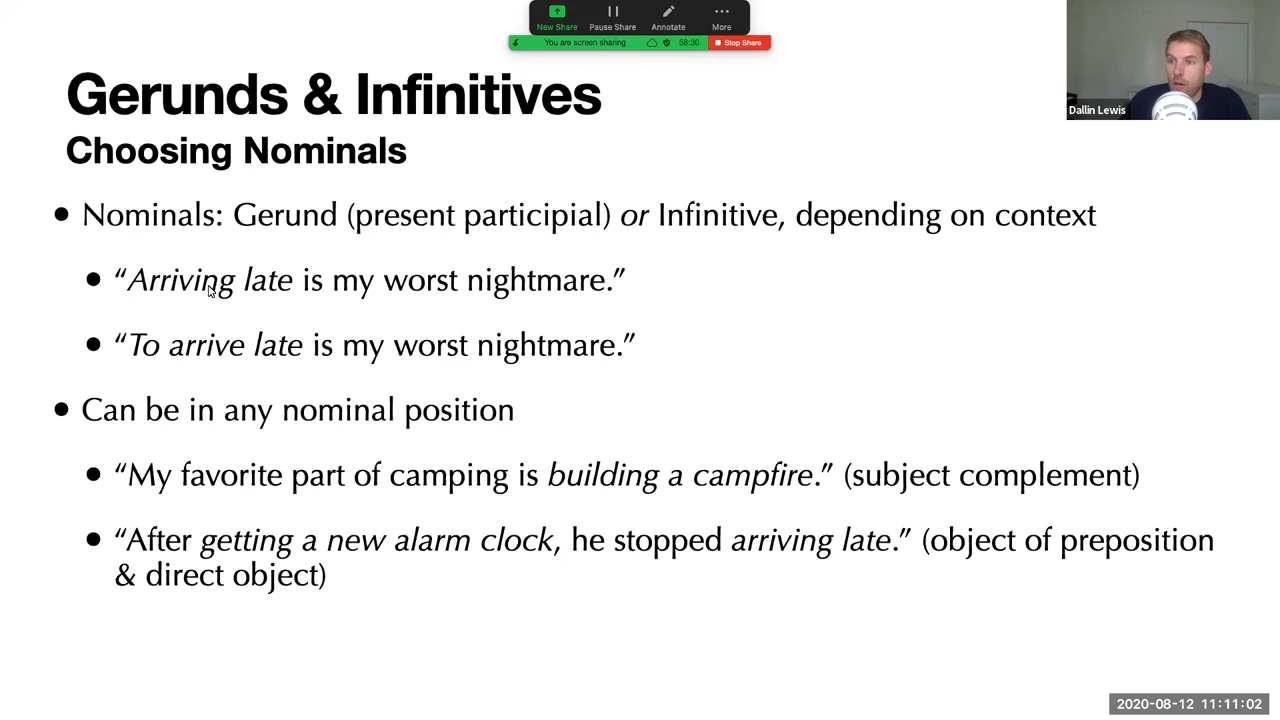 New Share Pause Share Annotate More
You are screen sharing 58:30 Stop Share
Dallin Lewis
Gerunds & Infinitives
Choosing Nominals
• Nominals: Gerund (present participial) or Infinitive, depending on context
• “Arriving late is my worst nightmare.”
• “To arrive late is my worst nightmare.”
• Can be in any nominal position
• “My favorite part of camping is building a campfire.” (subject complement)
• “After getting a new alarm clock, he stopped arriving late.” (object of preposition
& direct object)
2020-08-12 11:11:02